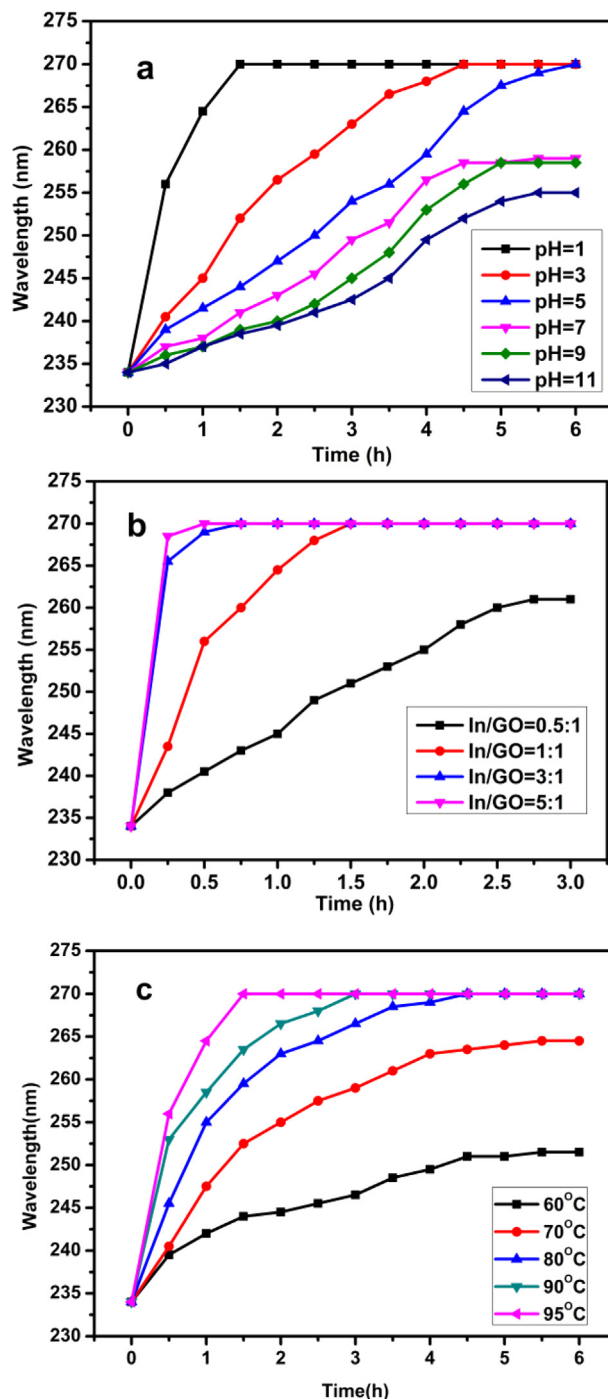 a
275
270
265
260
255
250
245
240
235
230
Wavelength (nm)
pH=1
pH=3
pH=5
pH=7
pH=9
pH=11
0 1 2 3 4 5 6
Time (h)
b
275
270
265
260
255
250
245
240
235
230
Wavelength (nm)
In/GO=0.5:1
In/GO=1:1
In/GO=3:1
In/GO=5:1
0.0 0.5 1.0 1.5 2.0 2.5 3.0
Time (h)
c
275
270
265
260
255
250
245
240
235
230
Wavelength(nm)
60°C
70°C
80°C
90°C
95°C
0 1 2 3 4 5 6
Time(h)